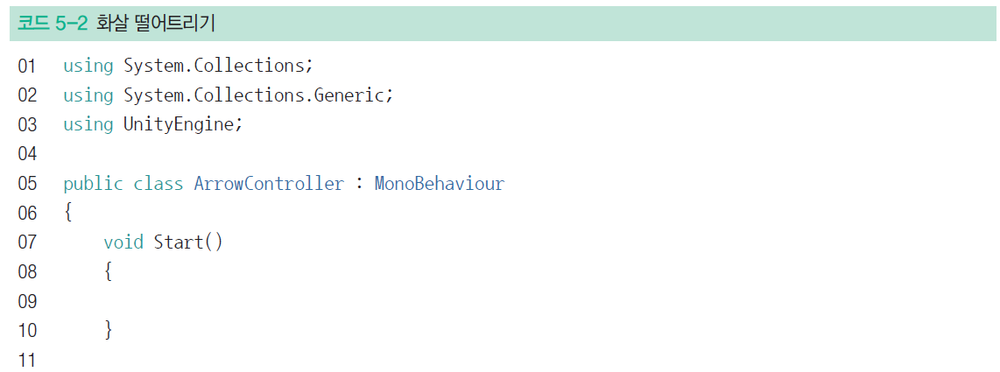 코드 5-2 화살 떨어트리기
01 using System.Collections;
02 using System.Collections.Generic;
03 using UnityEngine;
04
05 public class ArrowController : MonoBehaviour
06 {
07     void Start()
08     {
09
10     }
11